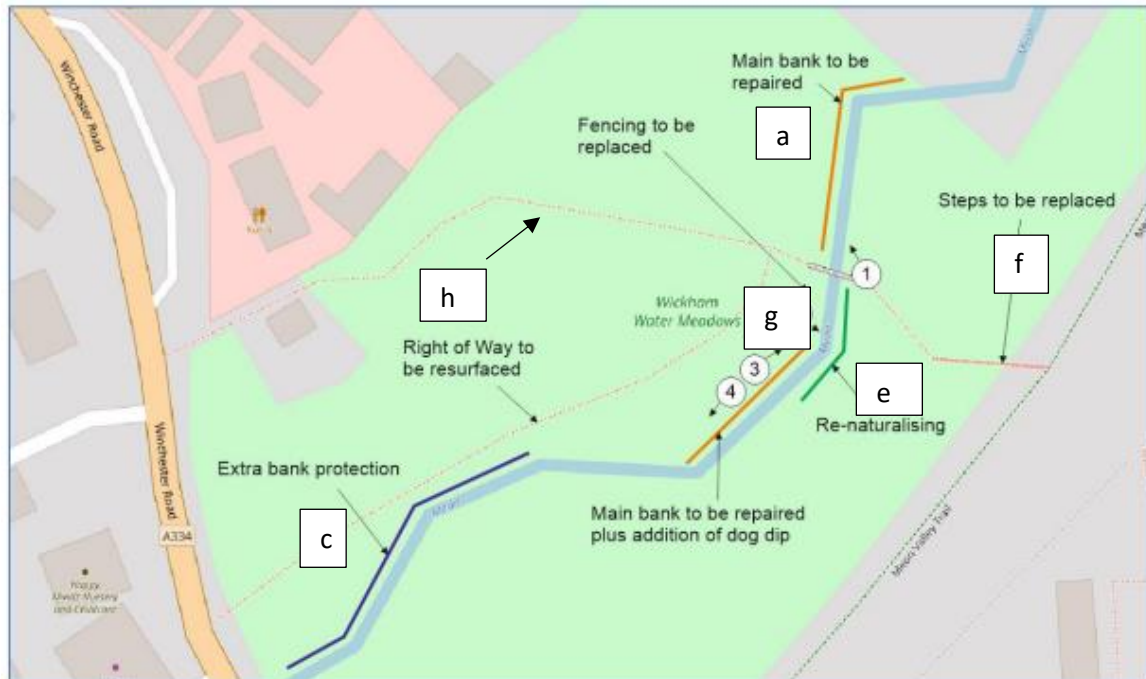 Winchester Road
Main bank to be
repaired
a
Fencing to be
replaced
Steps to be replaced
f
1
h
Wickham
Water Meadows
g
Right of Way to
be resurfaced
3
4
e
Re-naturalising
Extra bank protection
c
Main bank to be repaired
plus addition of dog dip
Winchester Road
A334
Meon Valley Trail